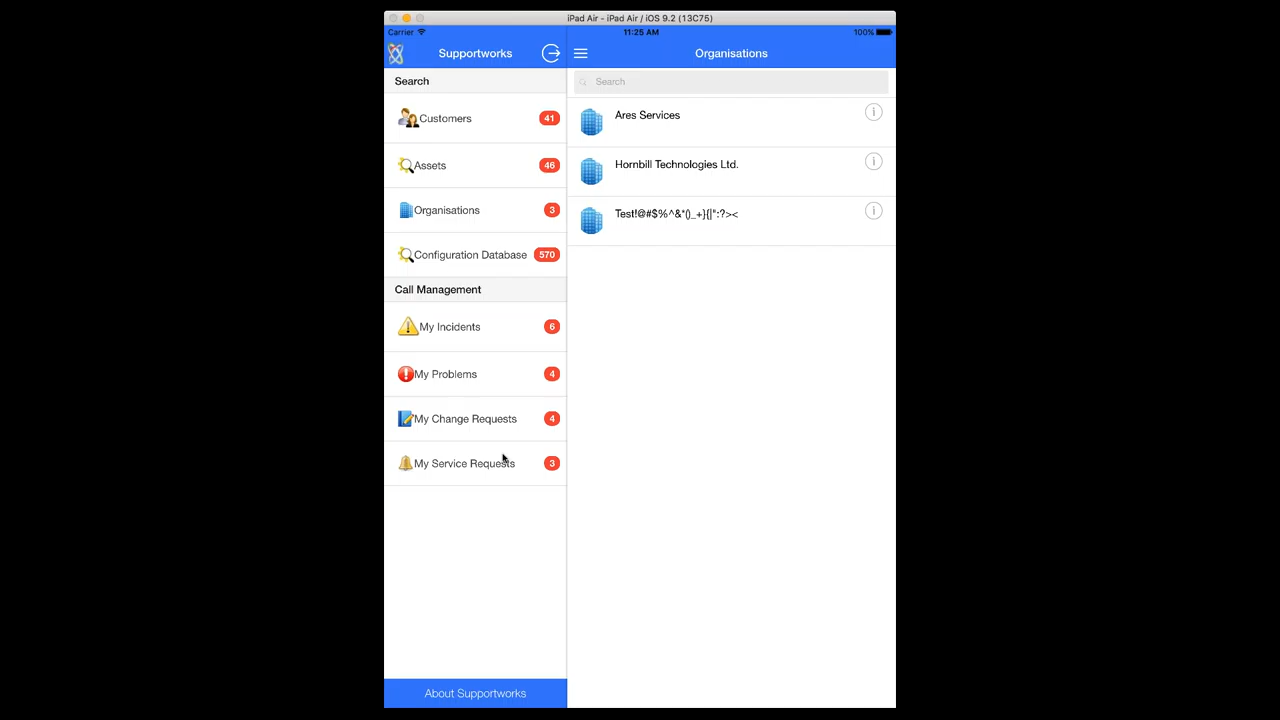 iPad Air - iPad Air / iOS 9.2 (13C75)
Carrier 11:25 AM 100%
Supportworks
Organisations
Search
Search
Customers 41
Ares Services
Assets 46
Hornbill Technologies Ltd.
Organisations 3
Test!@#$%^&*()_+}{|":?><
Configuration Database 570
Call Management
My Incidents 6
My Problems 4
My Change Requests 4
My Service Requests 3
About Supportworks